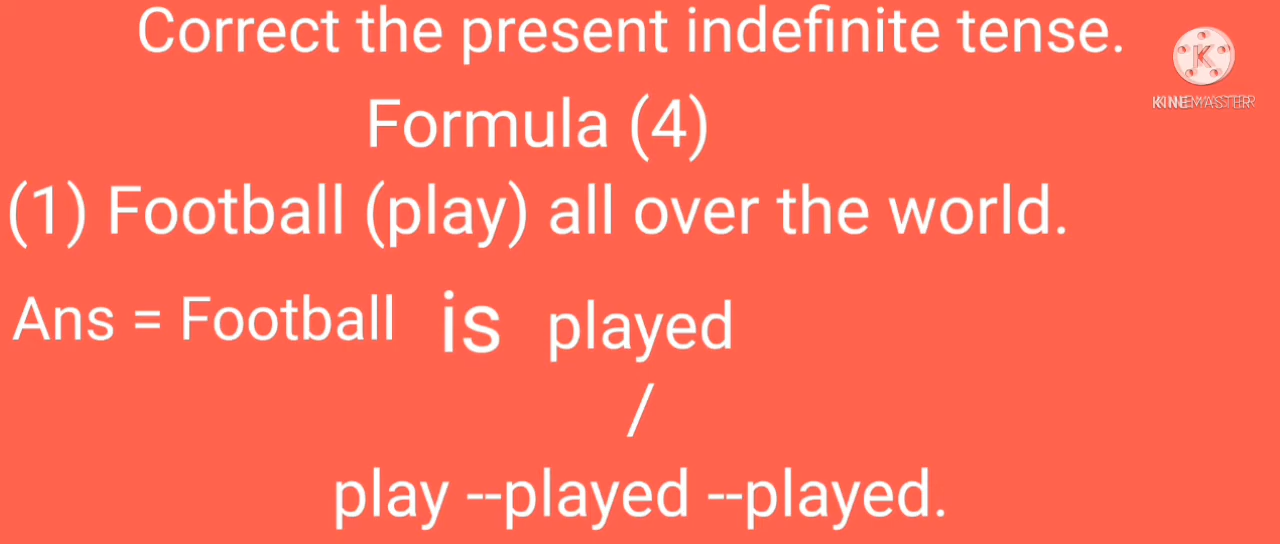 Correct the present indefinite tense.
KINEMASTER
Formula (4)
(1) Football (play) all over the world.
Ans = Football is played
/
play --played --played.